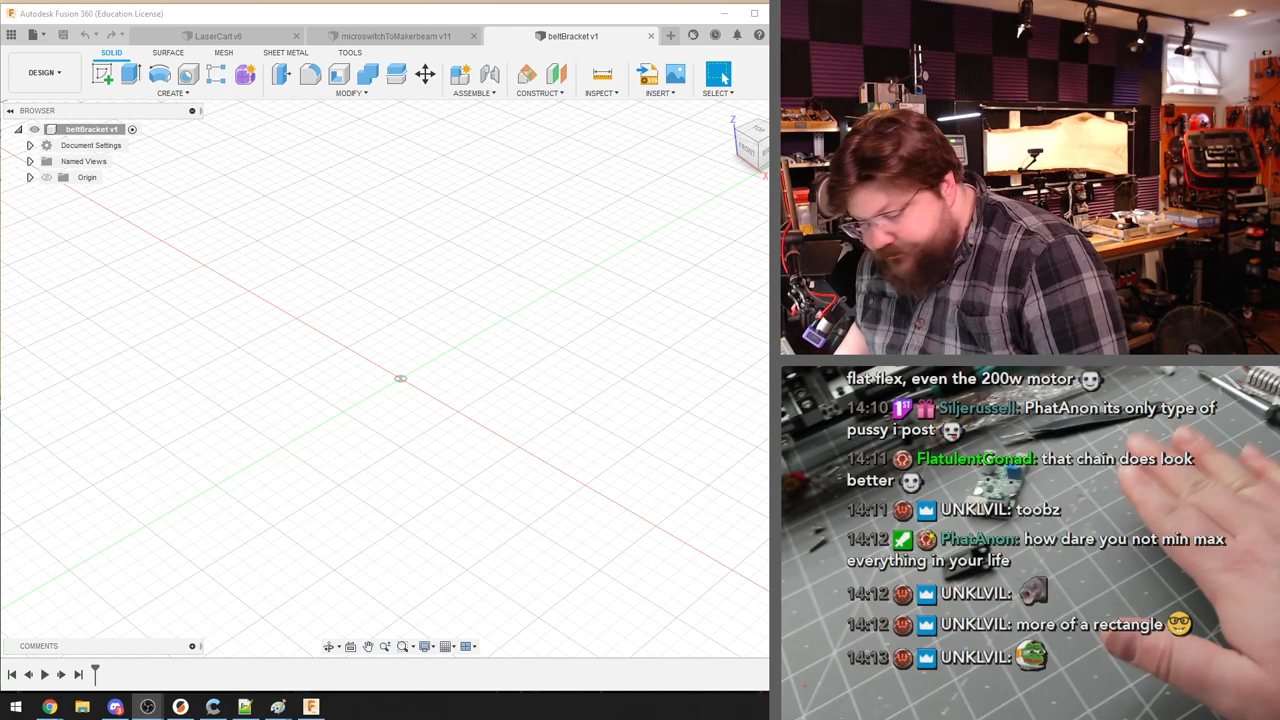 Autodesk Fusion 360 (Education License)
LaserCart v6
microswitchToMakerbeam v11
beltBracket v1
SOLID SURFACE MESH SHEET METAL TOOLS
DESIGN
CREATE MODIFY ASSEMBLE CONSTRUCT INSPECT INSERT SELECT
BROWSER
beltBracket v1
Document Settings
Named Views
Origin
Z
TOP
FRONT
X
flat flex, even the 200w motor
14:10 1ST Siljerussell: PhatAnon its only type of
pussy i post
14:11 FlatulentGonad: that chain does look
better
14:11 UNKLVIL: toobz
14:12 PhatAnon: how dare you not min max
everything in your life
14:12 UNKLVIL:
14:12 UNKLVIL: more of a rectangle
14:13 UNKLVIL:
COMMENTS